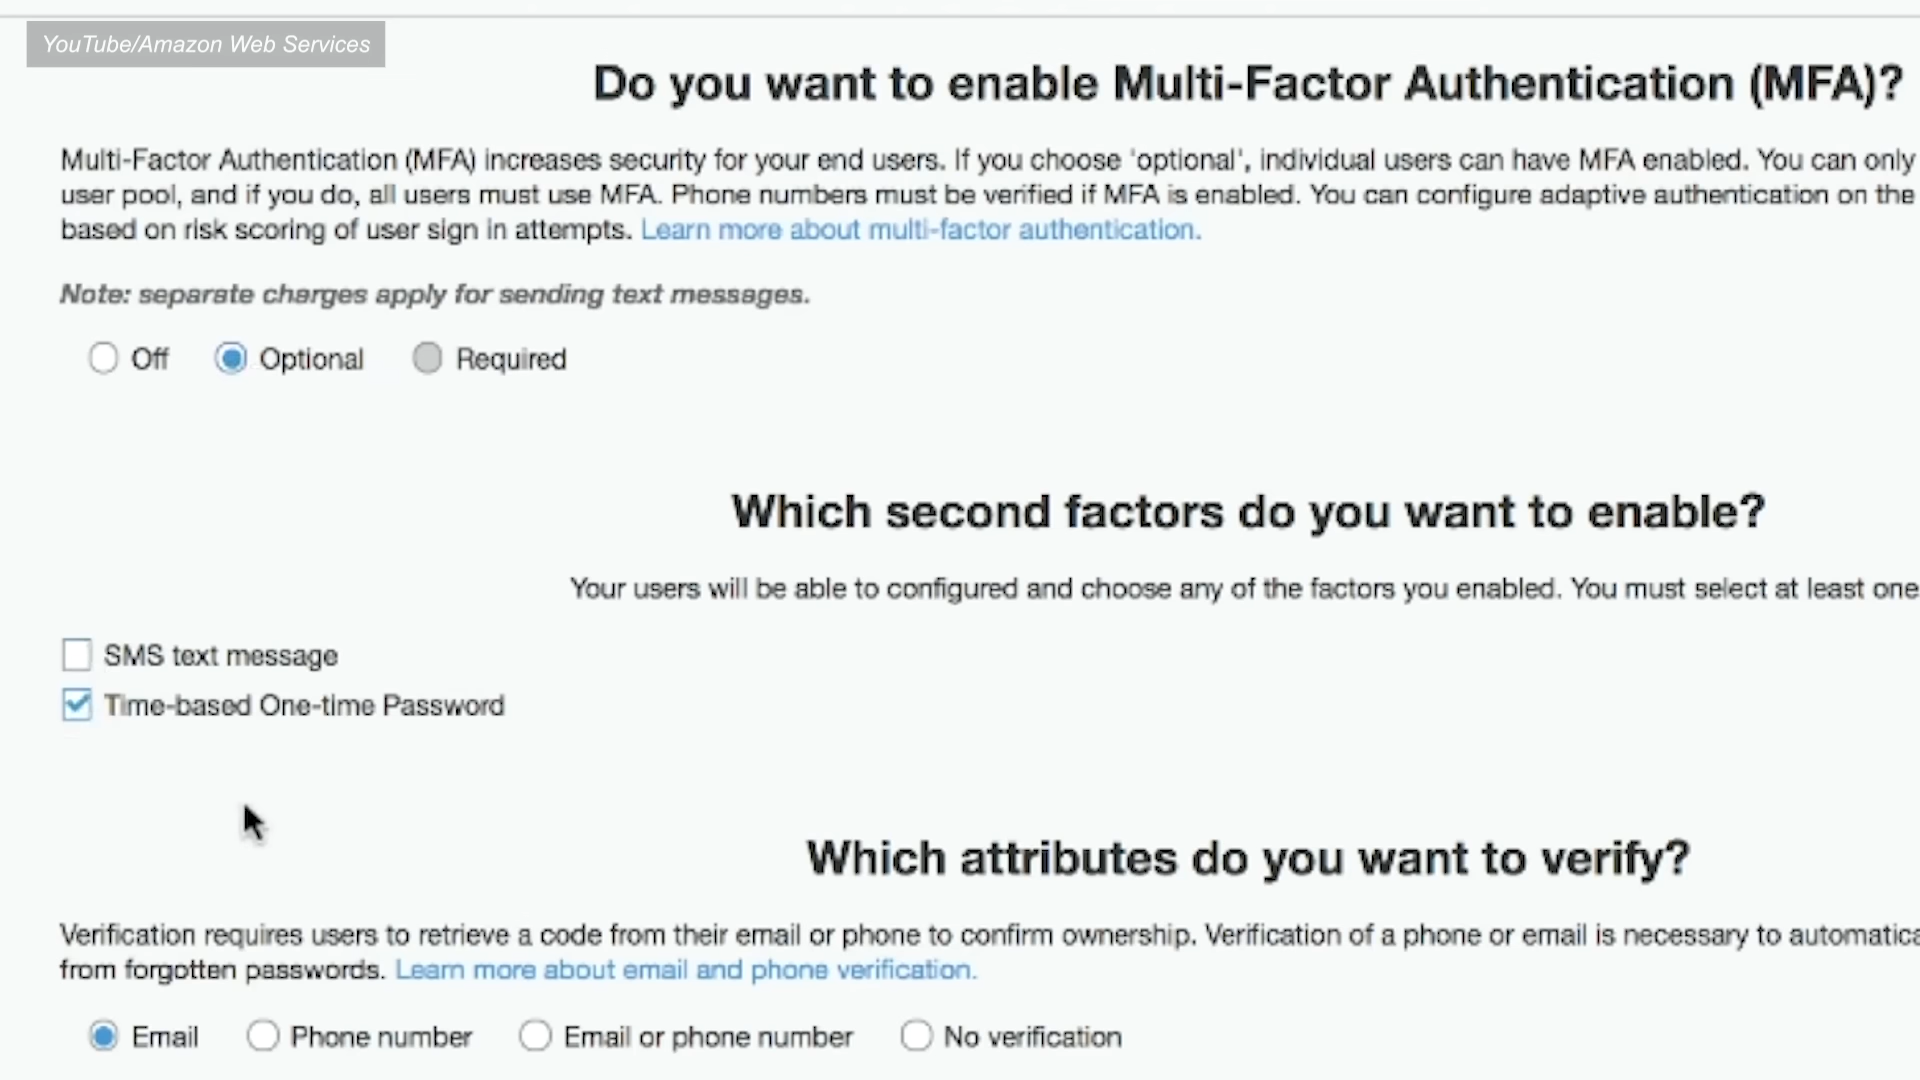 YouTube/Amazon Web Services
Do you want to enable Multi-Factor Authentication (MFA)?
Multi-Factor Authentication (MFA) increases security for your end users. If you choose 'optional', individual users can have MFA enabled. You can only
user pool, and if you do, all users must use MFA. Phone numbers must be verified if MFA is enabled. You can configure adaptive authentication on the
based on risk scoring of user sign in attempts. Learn more about multi-factor authentication.
Note: separate charges apply for sending text messages.
Off Optional Required
Which second factors do you want to enable?
Your users will be able to configured and choose any of the factors you enabled. You must select at least one
SMS text message
Time-based One-time Password
Which attributes do you want to verify?
Verification requires users to retrieve a code from their email or phone to confirm ownership. Verification of a phone or email is necessary to automatica
from forgotten passwords. Learn more about email and phone verification.
Email Phone number Email or phone number No verification